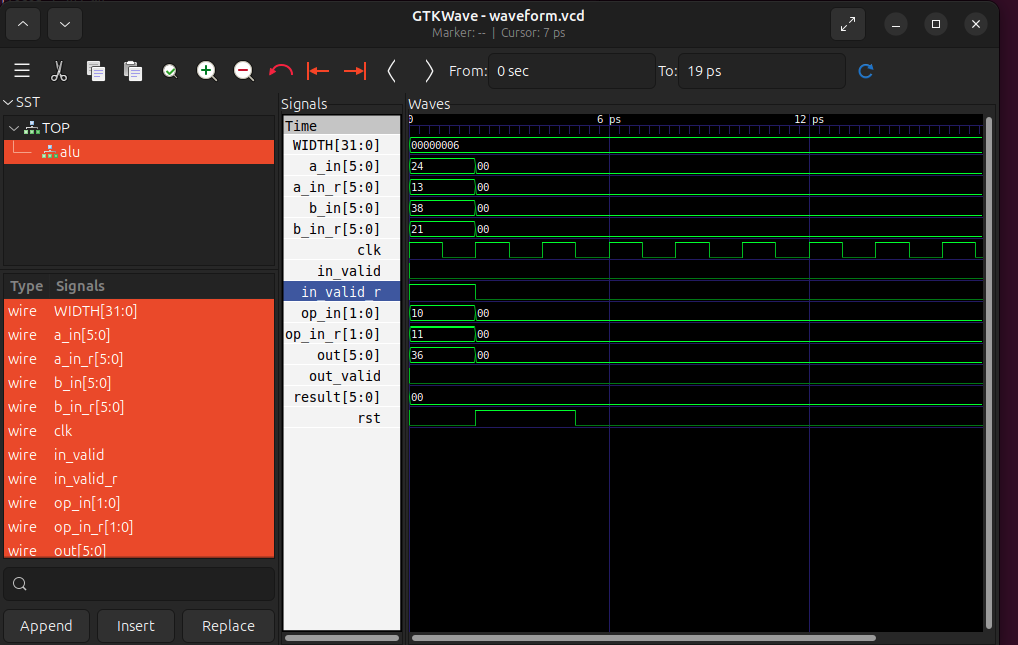 GTKWave - waveform.vcd
Marker: -- | Cursor: 7 ps
From: 0 sec To: 19 ps
SST
TOP
alu
Type Signals
wire WIDTH[31:0]
wire a_in[5:0]
wire a_in_r[5:0]
wire b_in[5:0]
wire b_in_r[5:0]
wire clk
wire in_valid
wire in_valid_r
wire op_in[1:0]
wire op_in_r[1:0]
wire out[5:0]
Append Insert Replace
Signals
Time
WIDTH[31:0]
a_in[5:0]
a_in_r[5:0]
b_in[5:0]
b_in_r[5:0]
clk
in_valid
in_valid_r
op_in[1:0]
op_in_r[1:0]
out[5:0]
out_valid
result[5:0]
rst
Waves
0 6 ps 12 ps
00000006
24 00
13 00
38 00
21 00
10 00
11 00
36 00
00